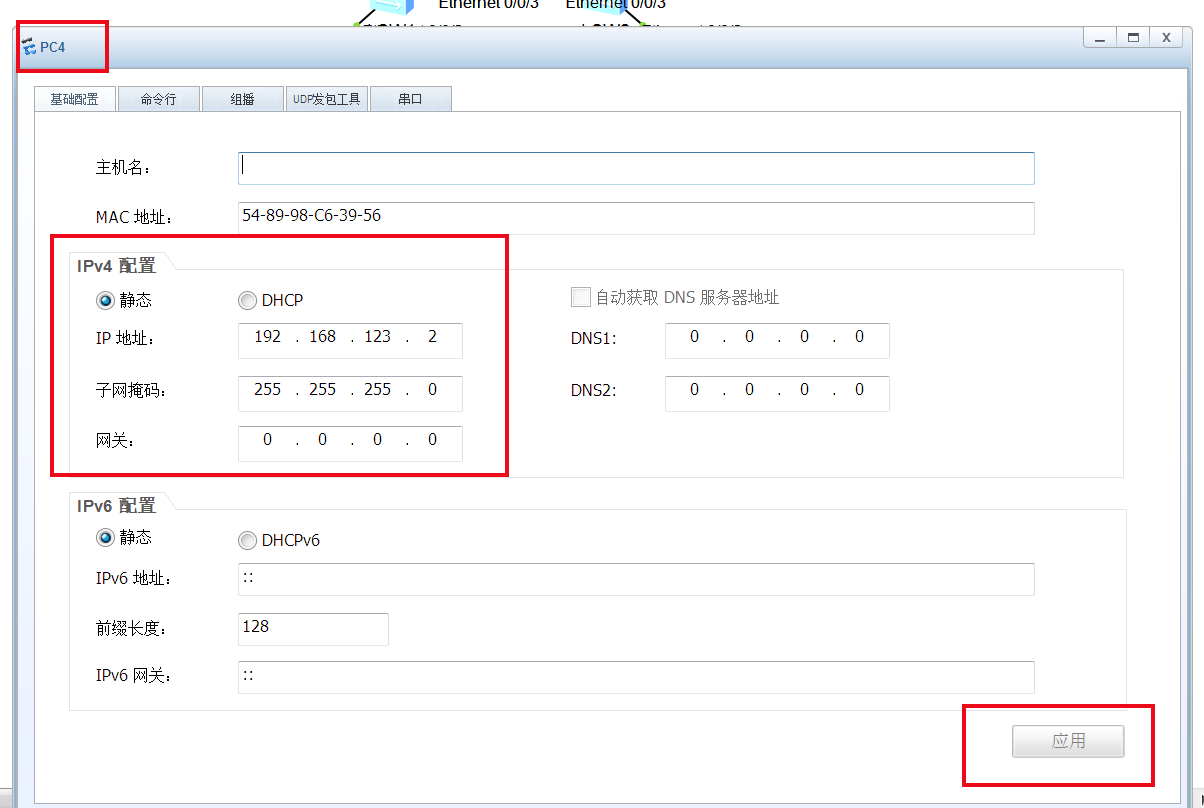 Ethernet 0/0/3 Ethernet 0/0/3
PC4
基础配置 命令行 组播 UDP发包工具 串口
主机名：
MAC 地址： 54-89-98-C6-39-56
IPv4 配置
静态 DHCP 自动获取 DNS 服务器地址
IP 地址： 192 . 168 . 123 . 2 DNS1: 0 . 0 . 0 . 0
子网掩码： 255 . 255 . 255 . 0 DNS2: 0 . 0 . 0 . 0
网关： 0 . 0 . 0 . 0
IPv6 配置
静态 DHCPv6
IPv6 地址： ::
前缀长度： 128
IPv6 网关： ::
应用